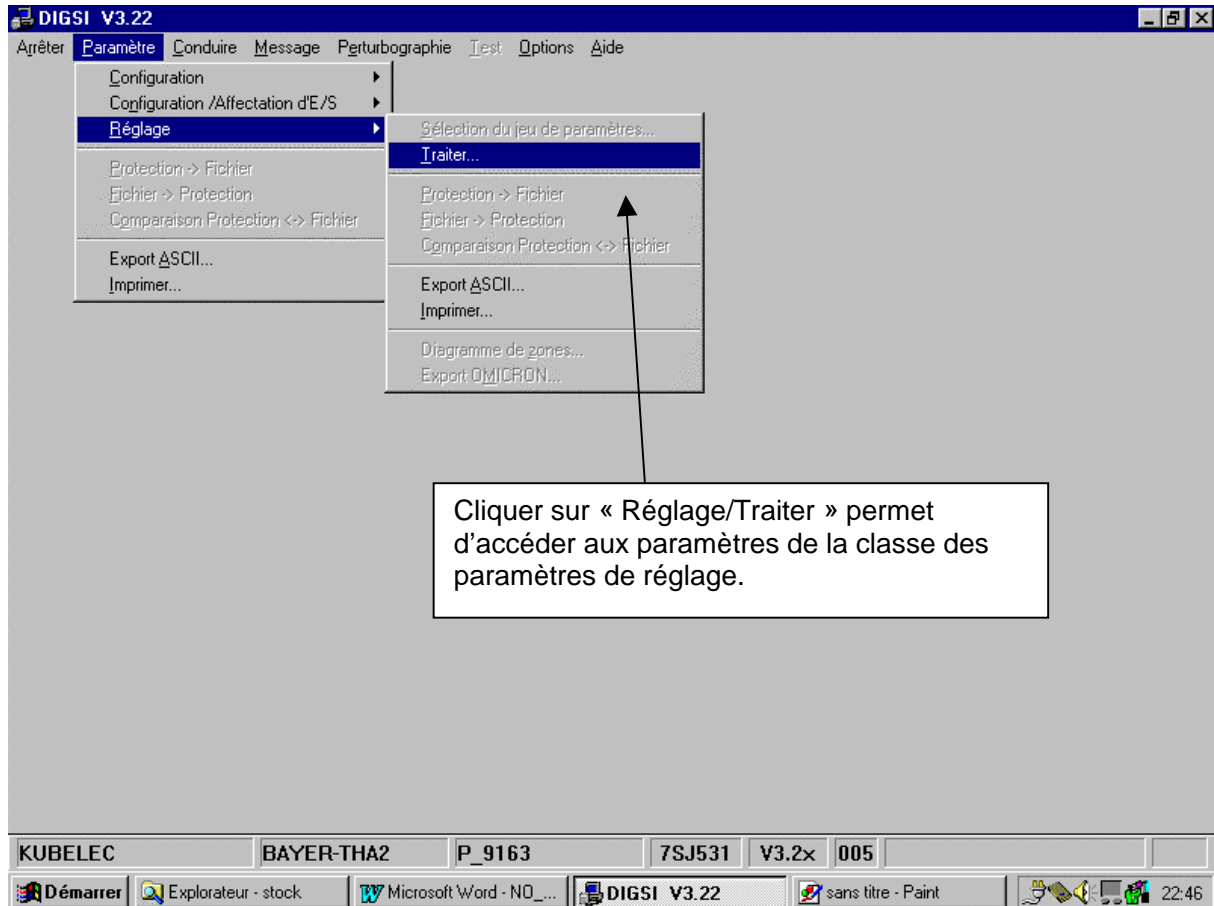 DIGSI V3.22
Arrêter Paramètre Conduire Message Perturbographie Test Options Aide
Configuration
Configuration /Affectation d'E/S
Réglage
Protection -> Fichier
Fichier -> Protection
Comparaison Protection <-> Fichier
Export ASCII...
Imprimer...
Sélection du jeu de paramètres...
Traiter...
Protection -> Fichier
Fichier -> Protection
Comparaison Protection <-> Fichier
Export ASCII...
Imprimer...
Diagramme de zones...
Export OMICRON...
Cliquer sur « Réglage/Traiter » permet
d'accéder aux paramètres de la classe des
paramètres de réglage.
KUBELEC BAYER-THA2 P_9163 7SJ531 V3.2x 005
Démarrer Explorateur - stock Microsoft Word - NO_... DIGSI V3.22 sans titre - Paint 22:46